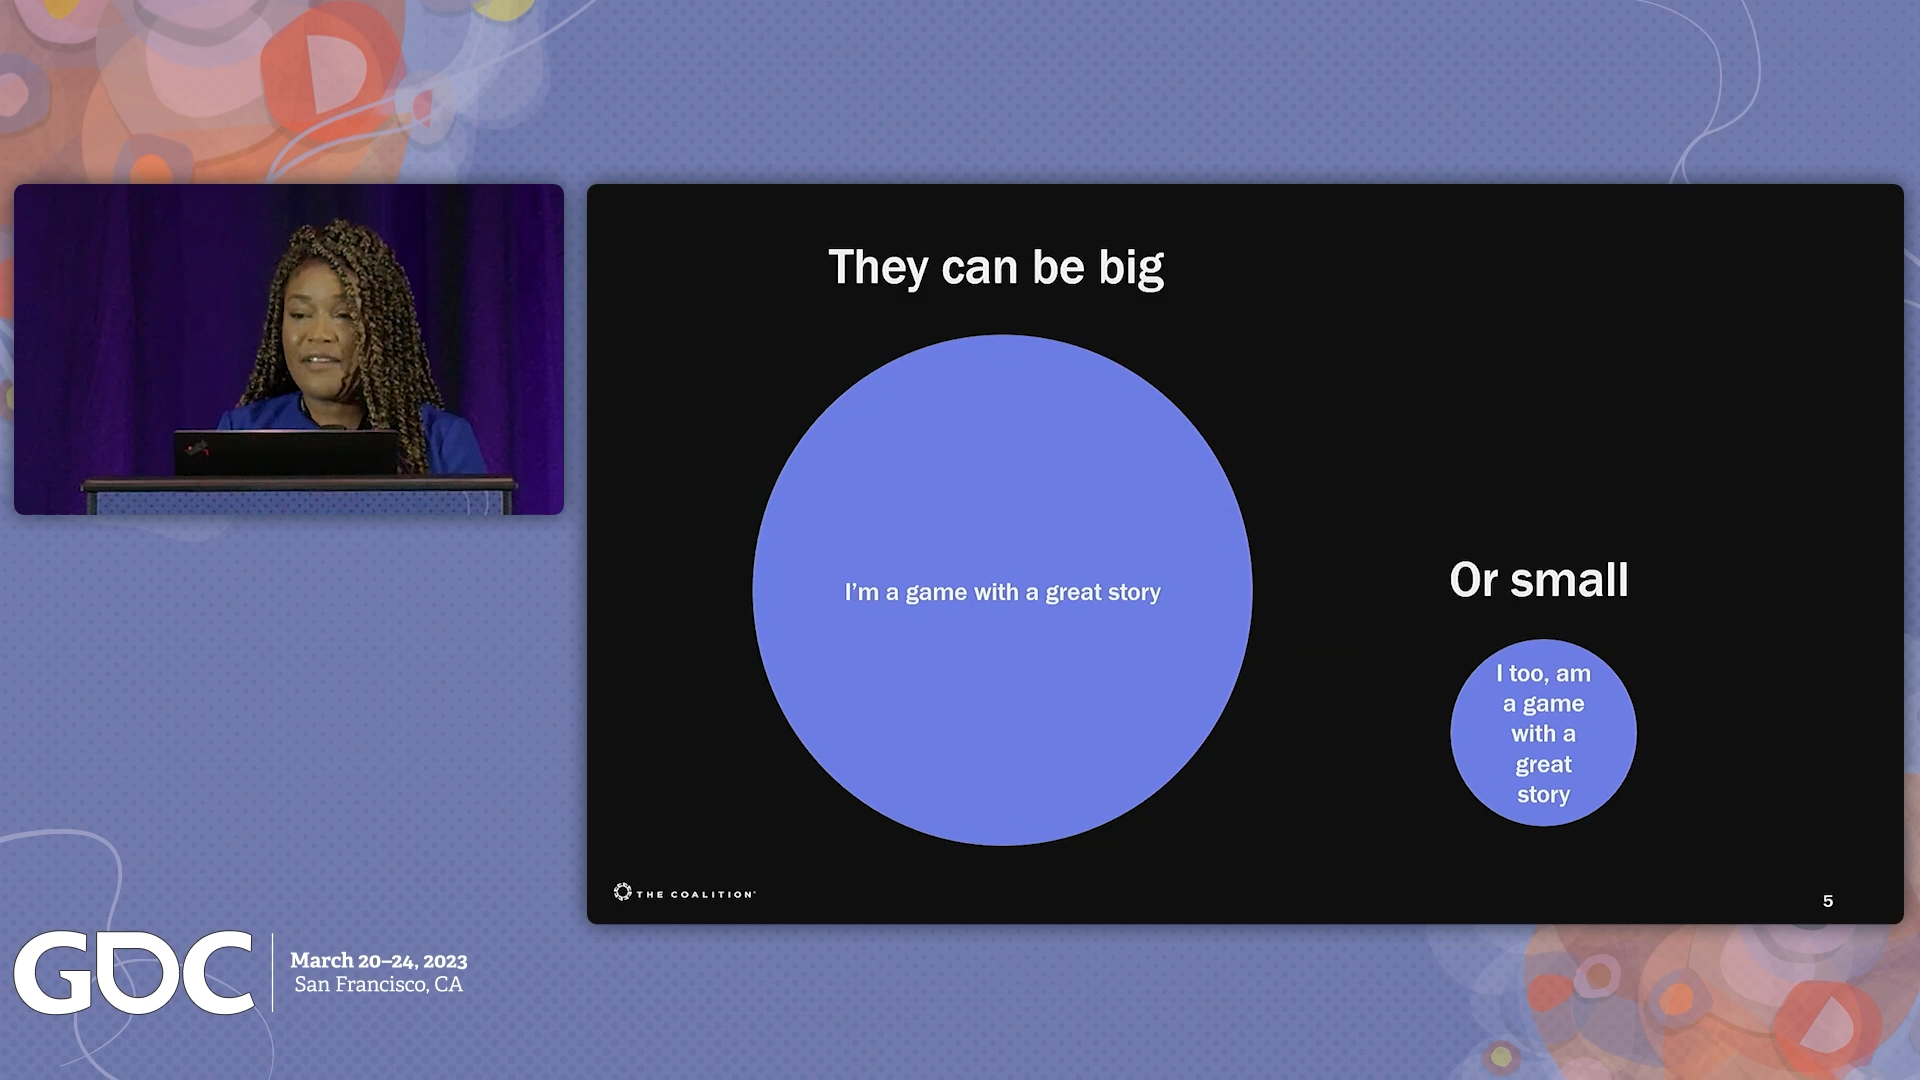 They can be big
I'm a game with a great story
Or small
I too, am
a game
with a
great
story
THE COALITION
5
GDC
March 20–24, 2023
San Francisco, CA